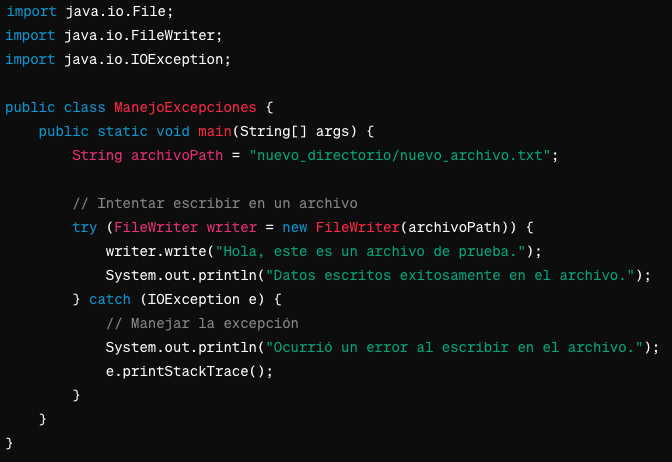 import java.io.File;
import java.io.FileWriter;
import java.io.IOException;

public class ManejoExcepciones {
    public static void main(String[] args) {
        String archivoPath = "nuevo_directorio/nuevo_archivo.txt";

        // Intentar escribir en un archivo
        try (FileWriter writer = new FileWriter(archivoPath)) {
            writer.write("Hola, este es un archivo de prueba.");
            System.out.println("Datos escritos exitosamente en el archivo.");
        } catch (IOException e) {
            // Manejar la excepción
            System.out.println("Ocurrió un error al escribir en el archivo.");
            e.printStackTrace();
        }
    }
}